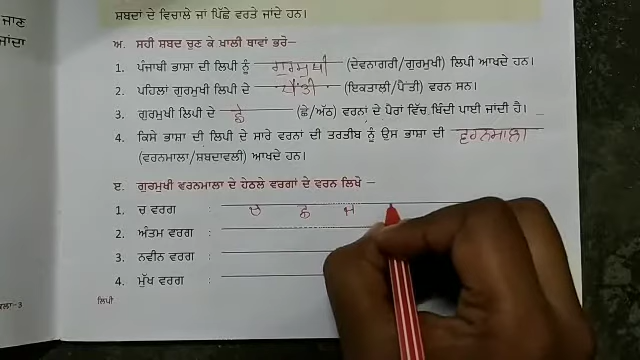 ਜਾਣ
ਜਾਂਦਾ
ਸ਼ਬਦਾਂ ਦੇ ਵਿਚਾਲੇ ਜਾਂ ਪਿੱਛੇ ਵਰਤੇ ਜਾਂਦੇ ਹਨ।
ਅ. ਸਹੀ ਸ਼ਬਦ ਚੁਣ ਕੇ ਖ਼ਾਲੀ ਥਾਵਾਂ ਭਰੋ–
1. ਪੰਜਾਬੀ ਭਾਸ਼ਾ ਦੀ ਲਿਪੀ ਨੂੰ ਗੁਰਮੁਖੀ (ਦੇਵਨਾਗਰੀ/ਗੁਰਮੁਖੀ) ਲਿਪੀ ਆਖਦੇ ਹਨ।
2. ਪਹਿਲਾਂ ਗੁਰਮੁਖੀ ਲਿਪੀ ਦੇ ਪੈਂਤੀ (ਇਕਤਾਲੀ/ਪੈਂਤੀ) ਵਰਨ ਸਨ।
3. ਗੁਰਮੁਖੀ ਲਿਪੀ ਦੇ ਛੇ (ਛੇ/ਅੱਠ) ਵਰਨਾਂ ਦੇ ਪੈਰਾਂ ਵਿੱਚ ਬਿੰਦੀ ਪਾਈ ਜਾਂਦੀ ਹੈ।
4. ਕਿਸੇ ਭਾਸ਼ਾ ਦੀ ਲਿਪੀ ਦੇ ਸਾਰੇ ਵਰਨਾਂ ਦੀ ਤਰਤੀਬ ਨੂੰ ਉਸ ਭਾਸ਼ਾ ਦੀ ਵਰਨਮਾਲਾ
(ਵਰਨਮਾਲਾ/ਸ਼ਬਦਾਵਲੀ) ਆਖਦੇ ਹਨ।
ੲ. ਗੁਰਮੁਖੀ ਵਰਨਮਾਲਾ ਦੇ ਹੇਠਲੇ ਵਰਗਾਂ ਦੇ ਵਰਨ ਲਿਖੋ –
1. ਚ ਵਰਗ : ਚ ਛ ਜ
2. ਅੰਤਮ ਵਰਗ :
3. ਨਵੀਨ ਵਰਗ :
4. ਮੁੱਖ ਵਰਗ :
ਲਿਪੀ